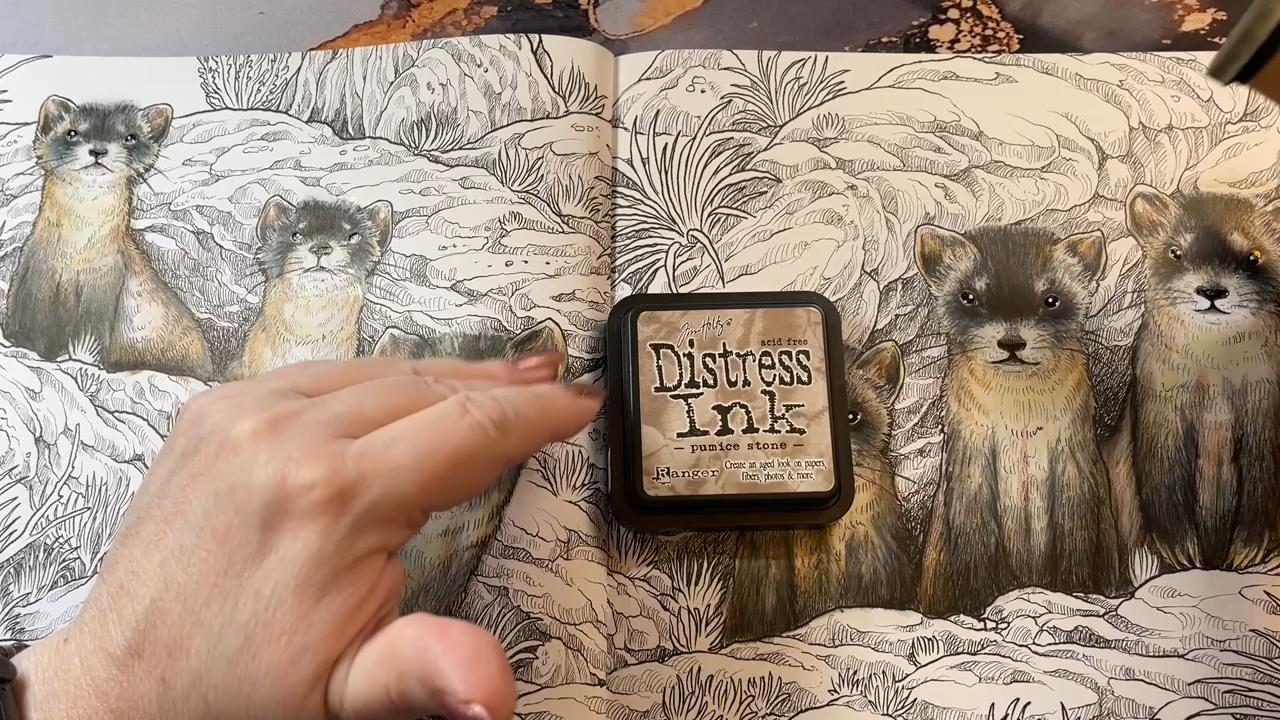 Tim Holtz®
acid free
Distress
Ink
— pumice stone —
Ranger
Create an aged look on papers,
fibers, photos & more.